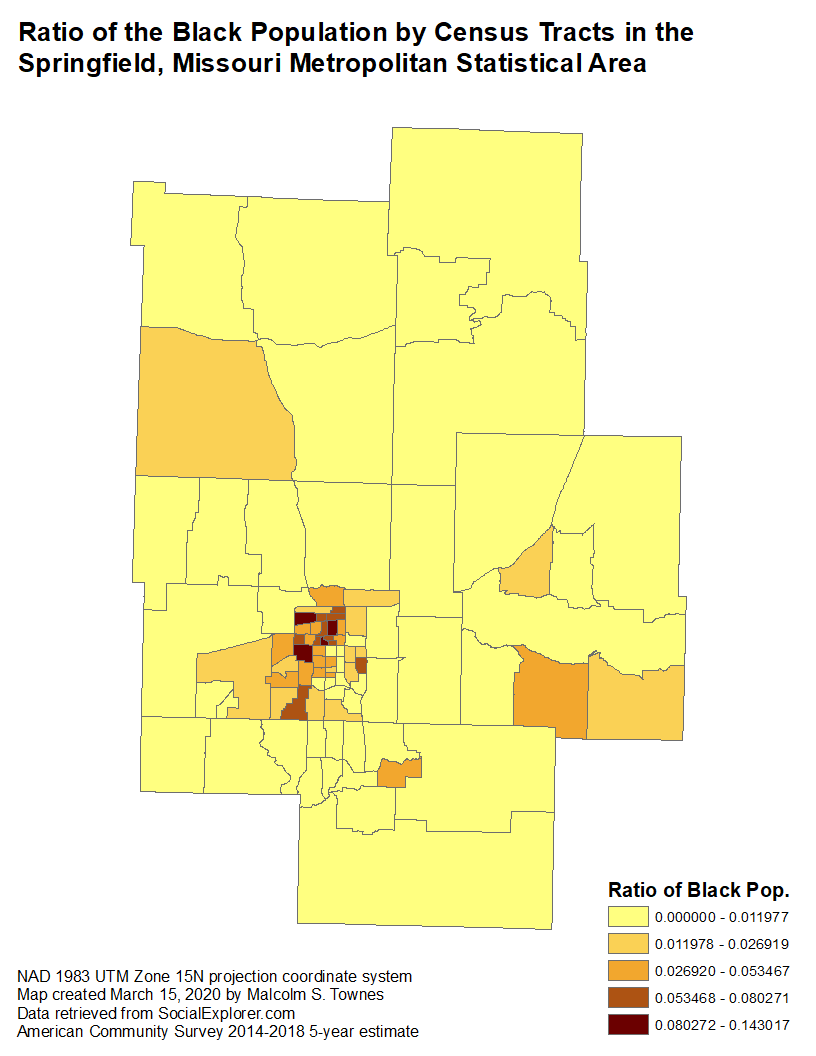 Ratio of the Black Population by Census Tracts in the
Springfield, Missouri Metropolitan Statistical Area
Ratio of Black Pop.
0.000000 - 0.011977
0.011978 - 0.026919
0.026920 - 0.053467
0.053468 - 0.080271
0.080272 - 0.143017
NAD 1983 UTM Zone 15N projection coordinate system
Map created March 15, 2020 by Malcolm S. Townes
Data retrieved from SocialExplorer.com
American Community Survey 2014-2018 5-year estimate